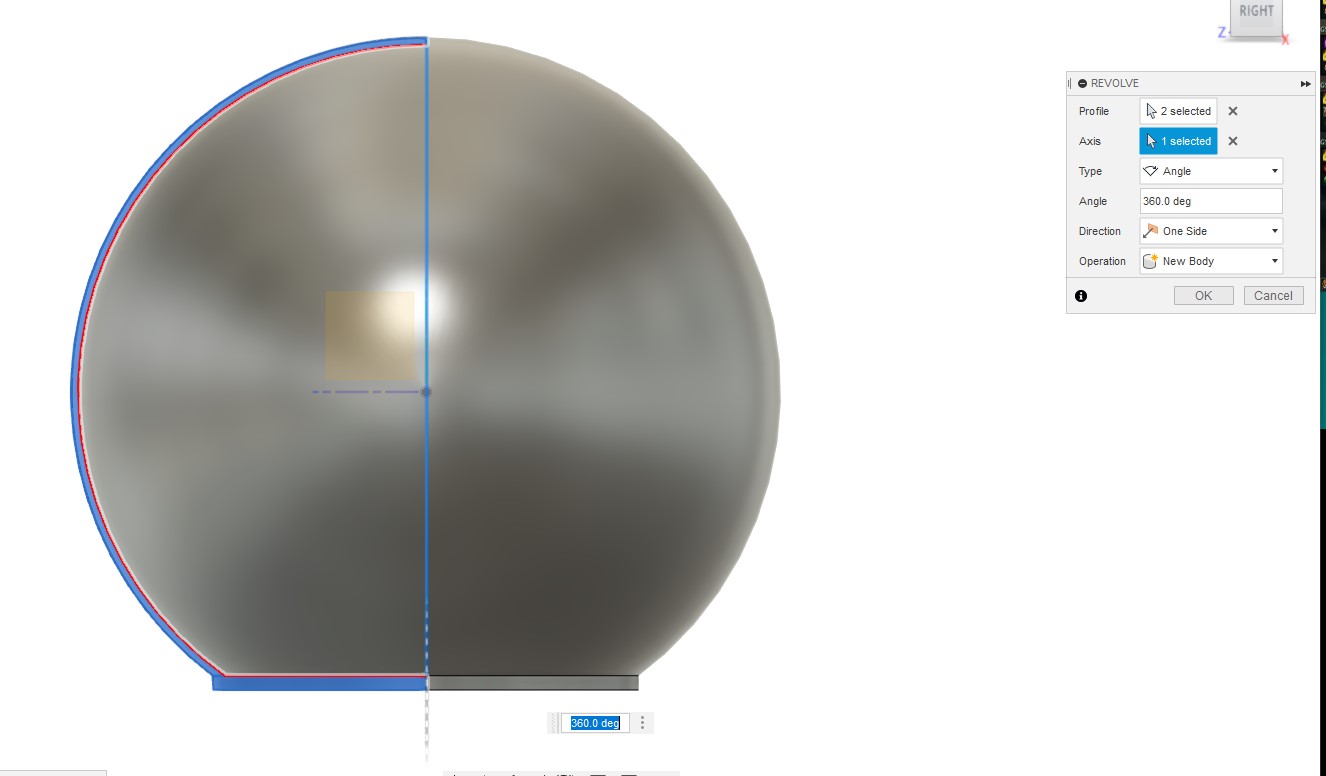 RIGHT
Z
X
REVOLVE
Profile 2 selected
Axis 1 selected
Type Angle
Angle 360.0 deg
Direction One Side
Operation New Body
OK Cancel
360.0 deg